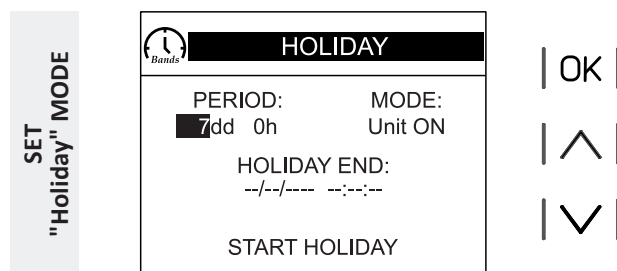 SET
"Holiday" MODE
Bands
HOLIDAY
PERIOD: MODE:
7dd 0h Unit ON
HOLIDAY END:
--/--/---- --:--:--
START HOLIDAY
OK